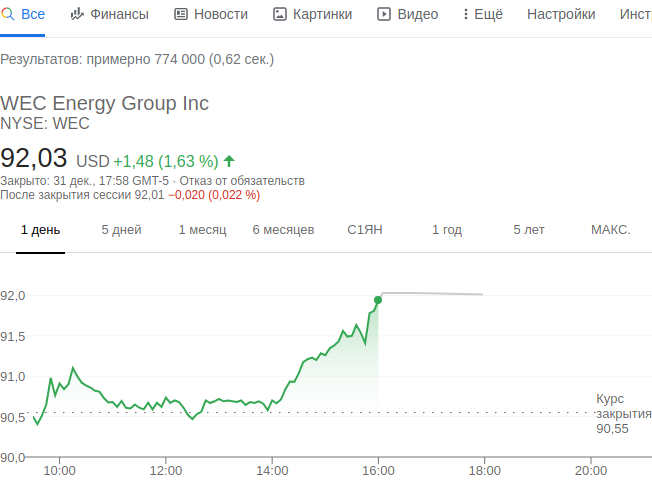 Все Финансы Новости Картинки Видео Ещё Настройки Инст
Результатов: примерно 774 000 (0,62 сек.)
WEC Energy Group Inc
NYSE: WEC
92,03 USD +1,48 (1,63 %)
Закрыто: 31 дек., 17:58 GMT-5 · Отказ от обязательств
После закрытия сессии 92,01 −0,020 (0,022 %)
1 день 5 дней 1 месяц 6 месяцев С1ЯН 1 год 5 лет МАКС.
92,0
91,5
91,0
90,5
90,0
Курс
закрытия
90,55
10:00 12:00 14:00 16:00 18:00 20:00